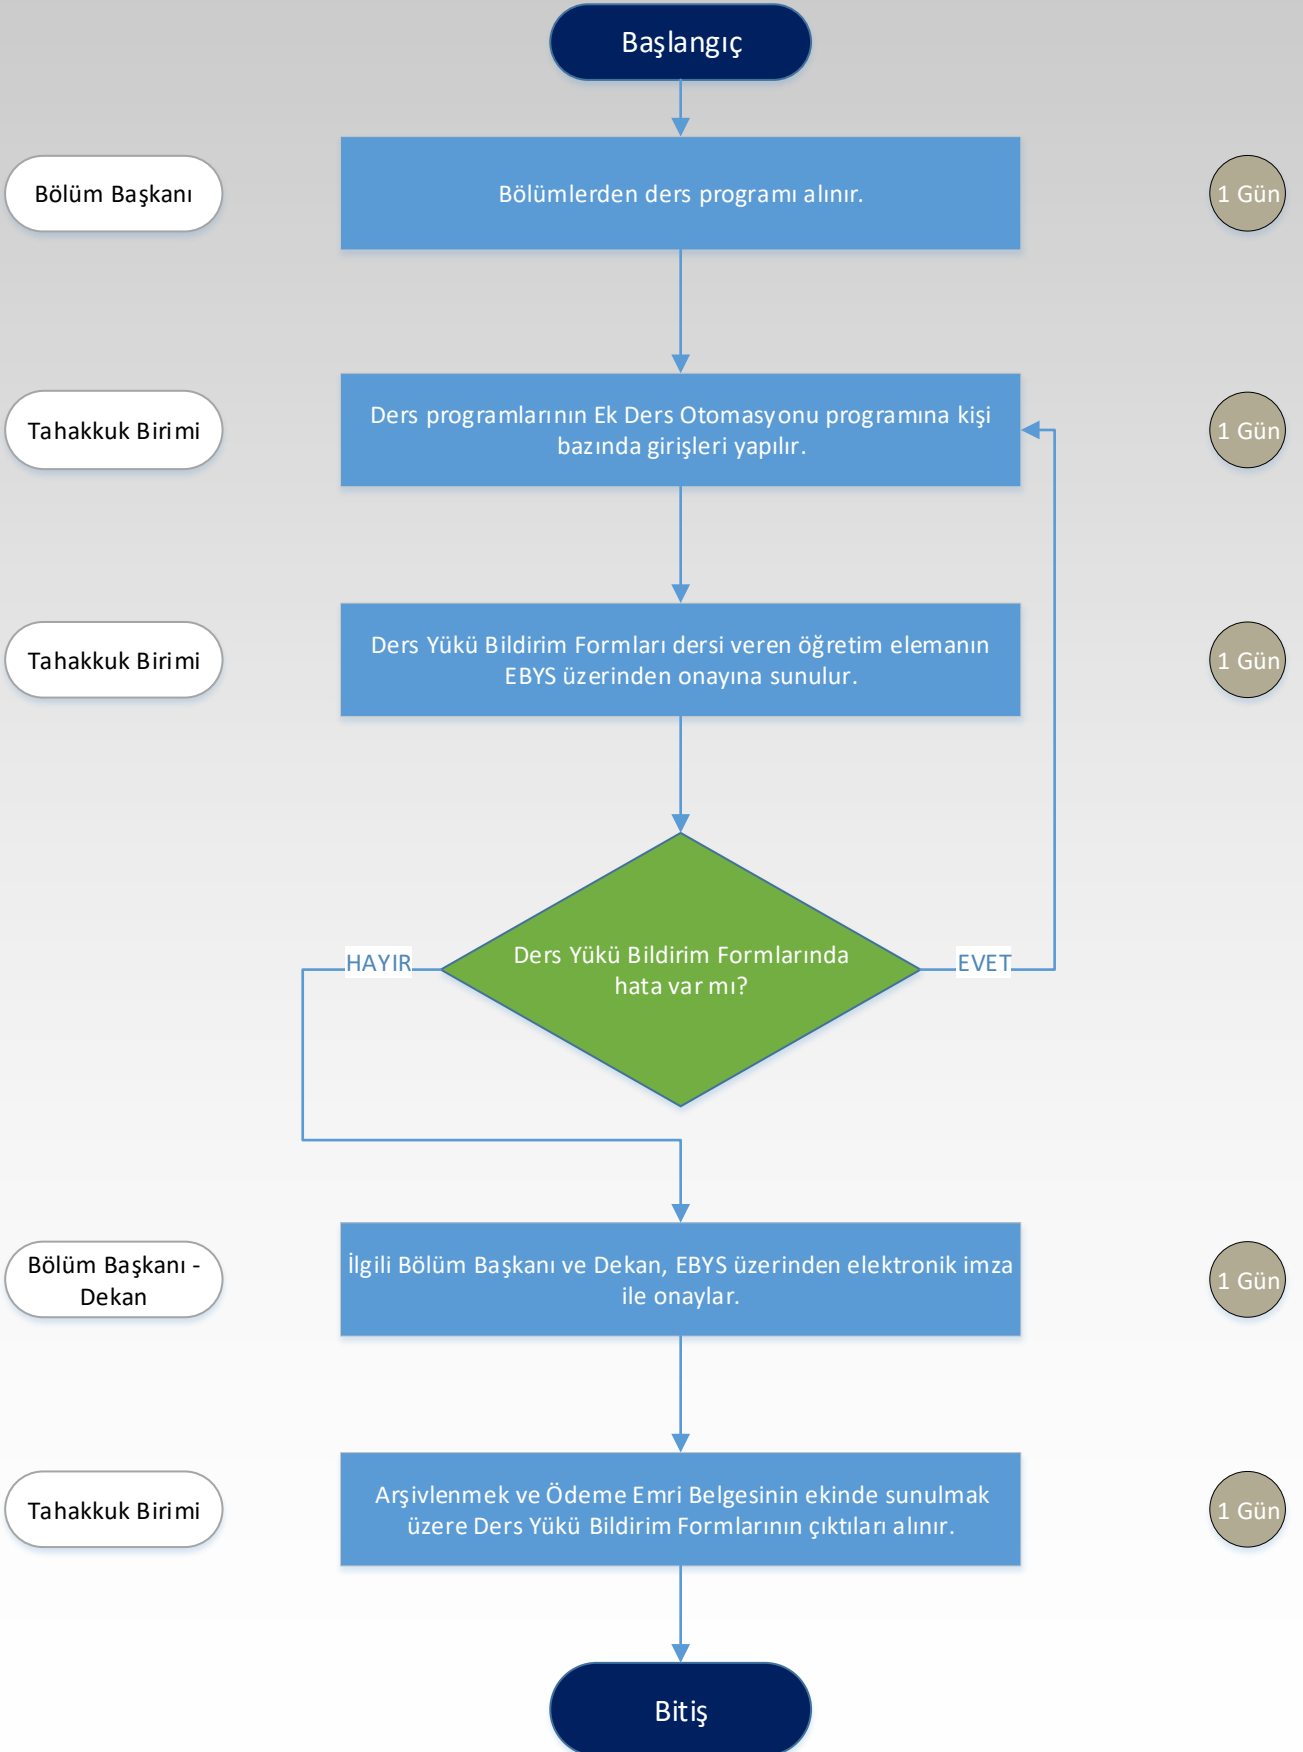 Başlangıç
Bölüm Başkanı
Bölümlerden ders programı alınır.
1 Gün
Tahakkuk Birimi
Ders programlarının Ek Ders Otomasyonu programına kişi
bazında girişleri yapılır.
1 Gün
Tahakkuk Birimi
Ders Yükü Bildirim Formları dersi veren öğretim elemanın
EBYS üzerinden onayına sunulur.
1 Gün
HAYIR
Ders Yükü Bildirim Formlarında
hata var mı?
EVET
Bölüm Başkanı -
Dekan
İlgili Bölüm Başkanı ve Dekan, EBYS üzerinden elektronik imza
ile onaylar.
1 Gün
Tahakkuk Birimi
Arşivlenmek ve Ödeme Emri Belgesinin ekinde sunulmak
üzere Ders Yükü Bildirim Formlarının çıktıları alınır.
1 Gün
Bitiş